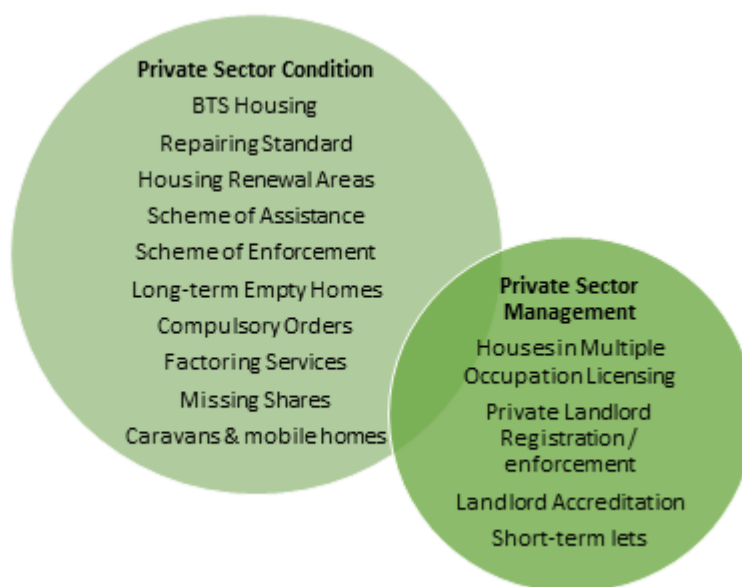 Private Sector Condition
BTS Housing
Repairing Standard
Housing Renewal Areas
Scheme of Assistance
Scheme of Enforcement
Long-term Empty Homes
Compulsory Orders
Factoring Services
Missing Shares
Caravans & mobile homes
Private Sector
Management
Houses in Multiple
Occupation Licensing
Private Landlord
Registration /
enforcement
Landlord Accreditation
Short-term lets